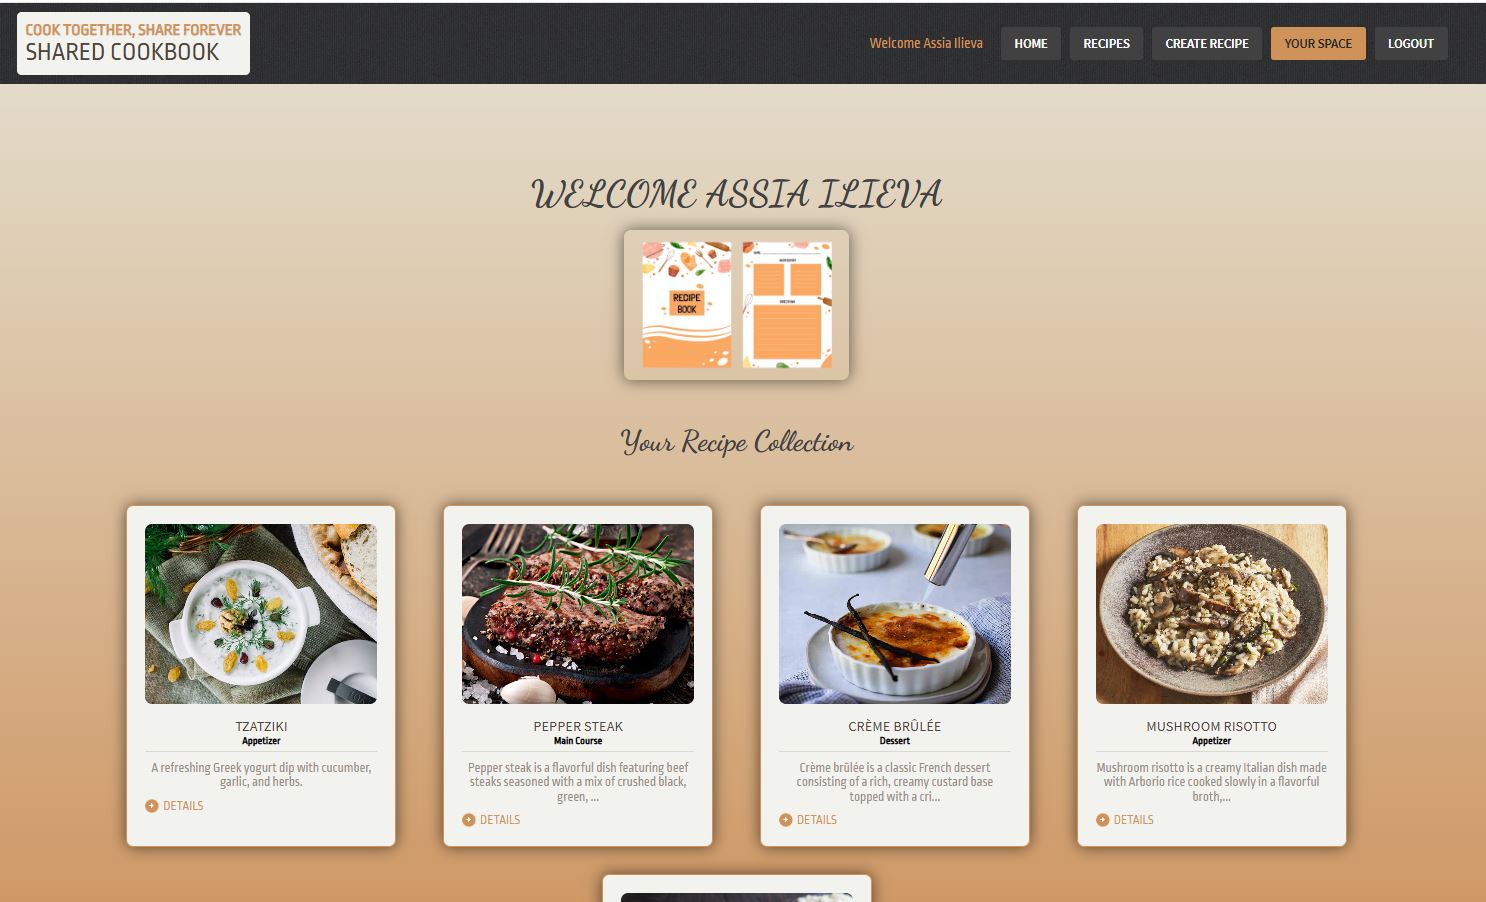 COOK TOGETHER, SHARE FOREVER
SHARED COOKBOOK
Welcome Assia Ilieva
HOME
RECIPES
CREATE RECIPE
YOUR SPACE
LOGOUT
WELCOME ASSIA ILIEVA
RECIPE
BOOK
Your Recipe Collection
TZATZIKI
Appetizer
A refreshing Greek yogurt dip with cucumber,
garlic, and herbs.
DETAILS
PEPPER STEAK
Main Course
Pepper steak is a flavorful dish featuring beef
steaks seasoned with a mix of crushed black,
green, ...
DETAILS
CRÈME BRÛLÉE
Dessert
Crème brûlée is a classic French dessert
consisting of a rich, creamy custard base
topped with a cri...
DETAILS
MUSHROOM RISOTTO
Appetizer
Mushroom risotto is a creamy Italian dish made
with Arborio rice cooked slowly in a flavorful
broth,...
DETAILS